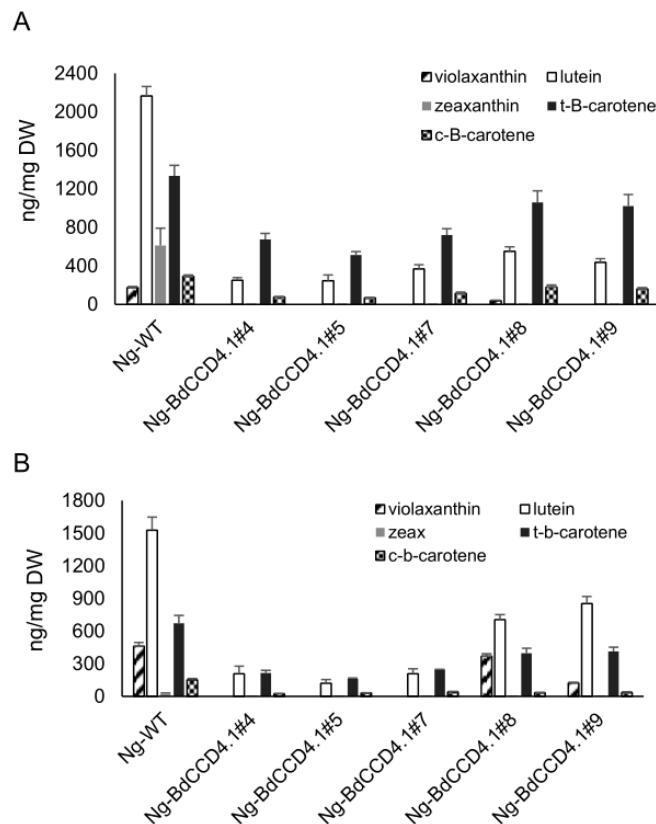 A
2400
2000
1600
1200
800
400
0
ng/mg DW
violaxanthin lutein
zeaxanthin t-B-carotene
c-B-carotene
Ng-WT
Ng-BdCCD4.1#4
Ng-BdCCD4.1#5
Ng-BdCCD4.1#7
Ng-BdCCD4.1#8
Ng-BdCCD4.1#9
B
1800
1500
1200
900
600
300
0
ng/mg DW
violaxanthin lutein
zeax t-b-carotene
c-b-carotene
Ng-WT
Ng-BdCCD4.1#4
Ng-BdCCD4.1#5
Ng-BdCCD4.1#7
Ng-BdCCD4.1#8
Ng-BdCCD4.1#9